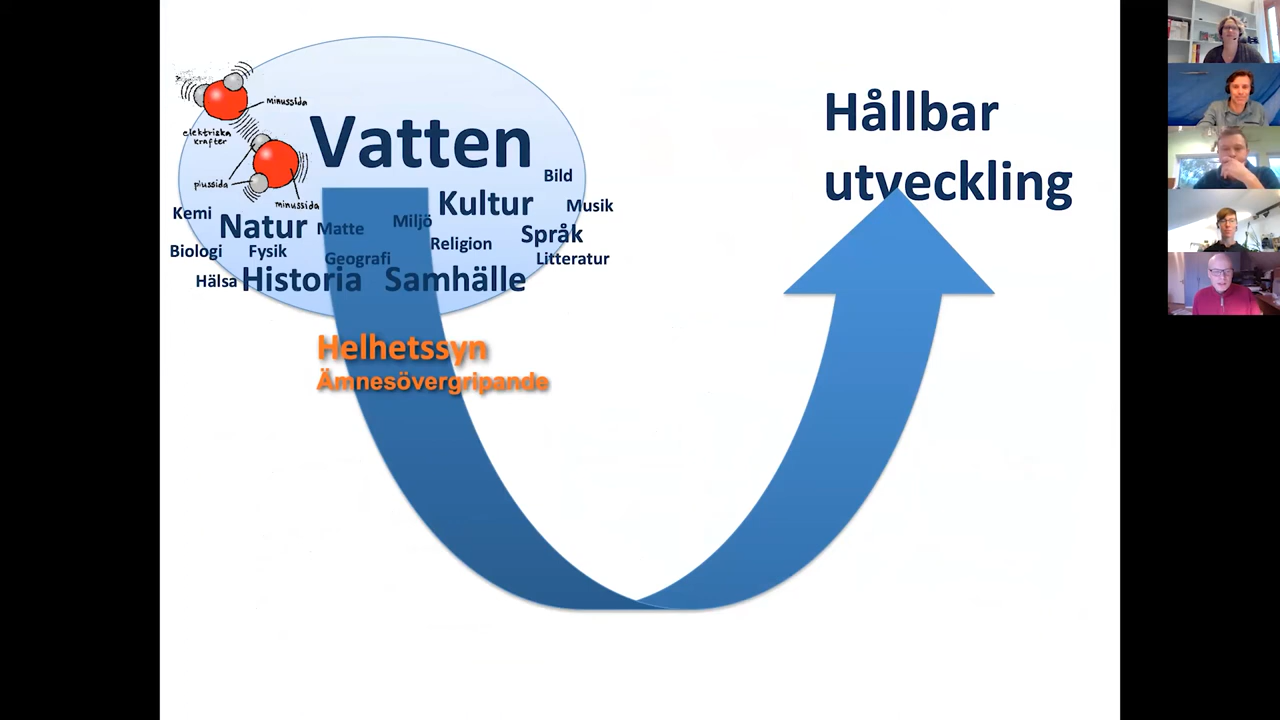 minussida
elektriska
krafter
plussida
minussida
Vatten
Bild
Kultur
Musik
Kemi
Natur
Matte
Miljö
Språk
Biologi
Fysik
Religion
Geografi
Litteratur
Hälsa
Historia
Samhälle
Helhetssyn
Ämnesövergripande
Hållbar
utveckling